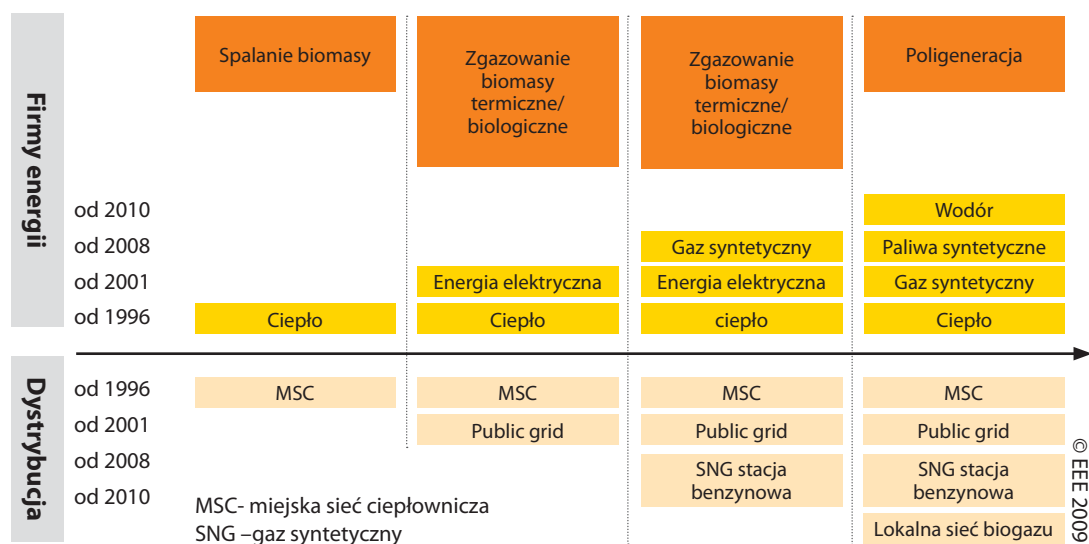 Firmy energii
Spalanie biomasy
Zgazowanie
biomasy
termiczne/
biologiczne
Zgazowanie
biomasy
termiczne/
biologiczne
Poligeneracja
od 2010
Wodór
od 2008
Gaz syntetyczny
Paliwa syntetyczne
od 2001
Energia elektryczna
Energia elektryczna
Gaz syntetyczny
od 1996
Ciepło
Ciepło
ciepło
Ciepło
Dystrybucja
od 1996
MSC
MSC
MSC
MSC
od 2001
Public grid
Public grid
Public grid
od 2008
SNG stacja
benzynowa
SNG stacja
benzynowa
od 2010
Lokalna sieć biogazu
MSC- miejska sieć ciepłownicza
SNG –gaz syntetyczny
© EEE 2009